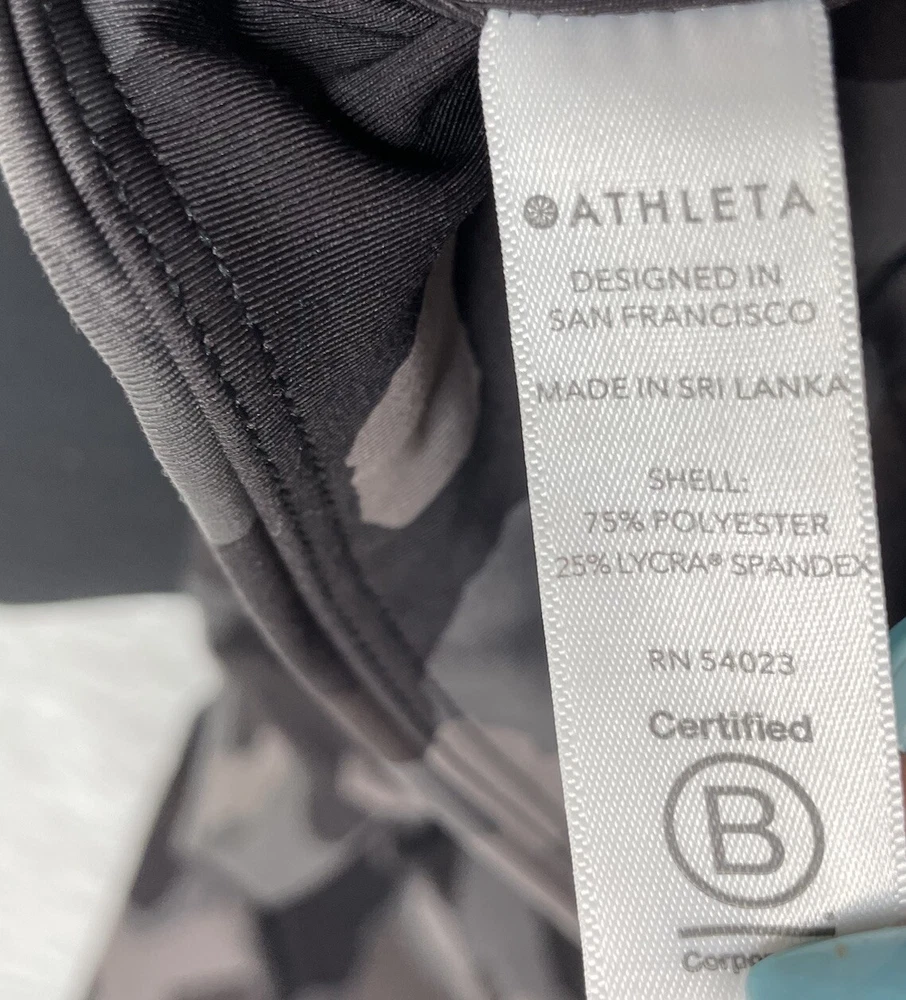 ATHLETA
DESIGNED IN
SAN FRANCISCO
MADE IN SRI LANKA
SHELL:
75% POLYESTER
25% LYCRA® SPANDEX
RN 54023
Certified
B